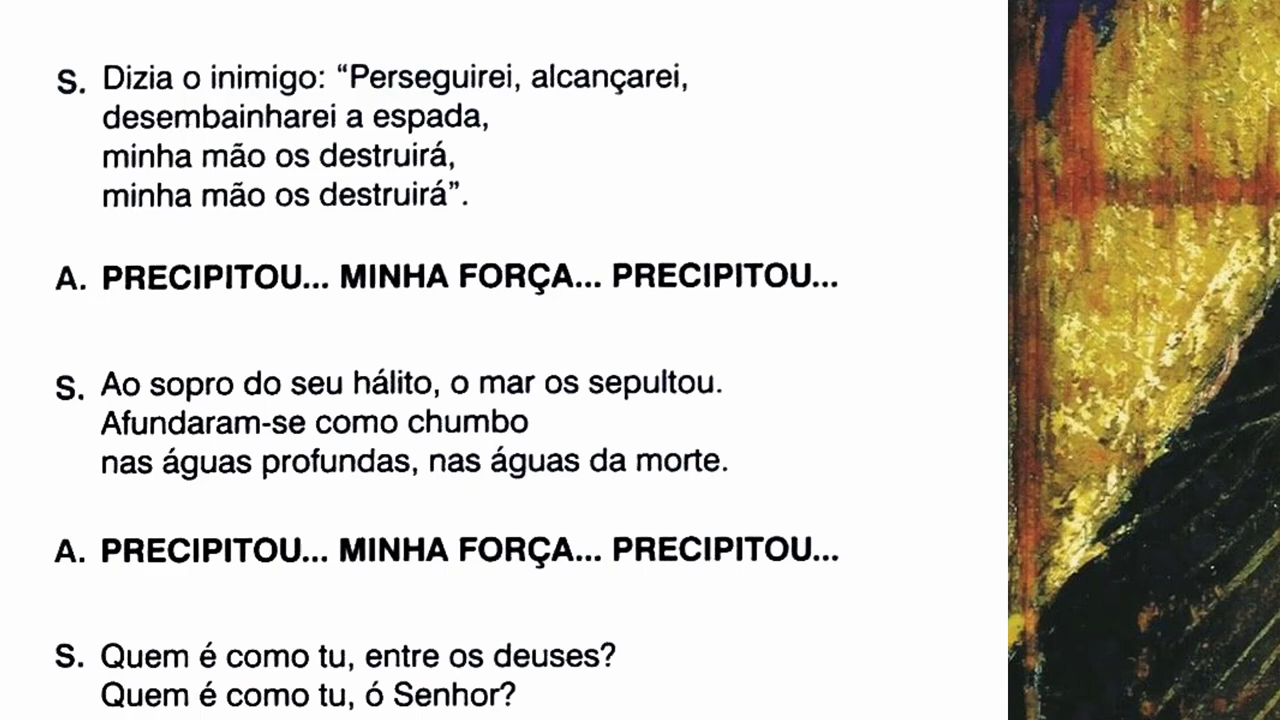 S. Dizia o inimigo: “Perseguirei, alcançarei,
desembainharei a espada,
minha mão os destruirá,
minha mão os destruirá”.
A. PRECIPITOU... MINHA FORÇA... PRECIPITOU...
S. Ao sopro do seu hálito, o mar os sepultou.
Afundaram-se como chumbo
nas águas profundas, nas águas da morte.
A. PRECIPITOU... MINHA FORÇA... PRECIPITOU...
S. Quem é como tu, entre os deuses?
Quem é como tu, ó Senhor?